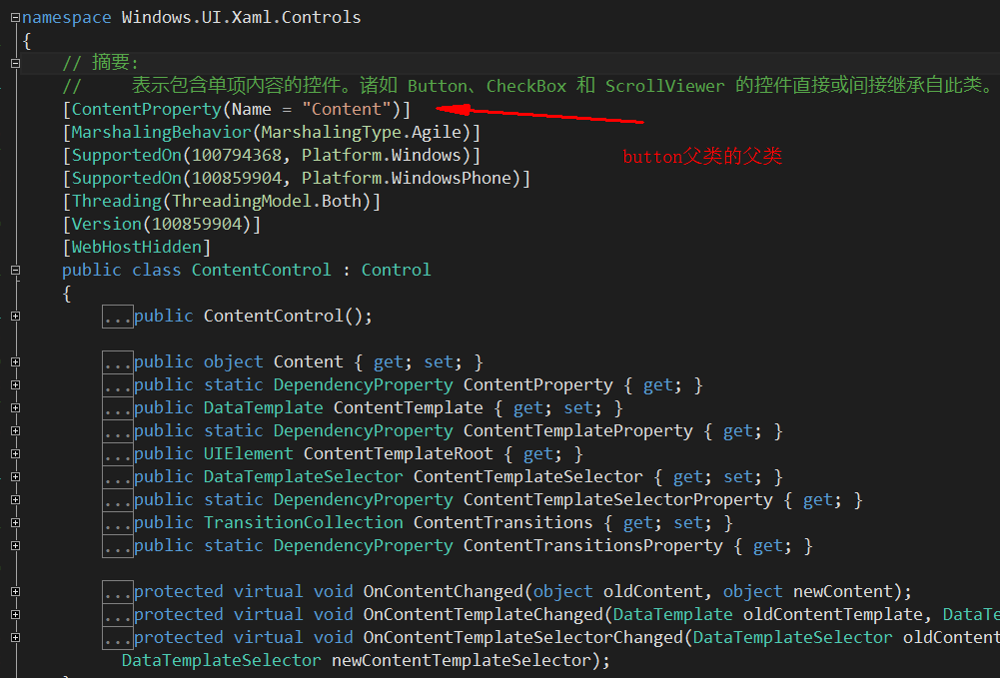 namespace Windows.UI.Xaml.Controls
{
// 摘要:
// 表示包含单项内容的控件。诸如 Button、CheckBox 和 ScrollViewer 的控件直接或间接继承自此类。
[ContentProperty(Name = "Content")]
[MarshalingBehavior(MarshalingType.Agile)]
button父类的父类
[SupportedOn(100794368, Platform.Windows)]
[SupportedOn(100859904, Platform.WindowsPhone)]
[Threading(ThreadingModel.Both)]
[Version(100859904)]
[WebHostHidden]
public class ContentControl : Control
{
...public ContentControl();
...public object Content { get; set; }
...public static DependencyProperty ContentProperty { get; }
...public DataTemplate ContentTemplate { get; set; }
...public static DependencyProperty ContentTemplateProperty { get; }
...public UIElement ContentTemplateRoot { get; }
...public DataTemplateSelector ContentTemplateSelector { get; set; }
...public static DependencyProperty ContentTemplateSelectorProperty { get; }
...public TransitionCollection ContentTransitions { get; set; }
...public static DependencyProperty ContentTransitionsProperty { get; }
...protected virtual void OnContentChanged(object oldContent, object newContent);
...protected virtual void OnContentTemplateChanged(DataTemplate oldContentTemplate, DataTe
...protected virtual void OnContentTemplateSelectorChanged(DataTemplateSelector oldContent
DataTemplateSelector newContentTemplateSelector);